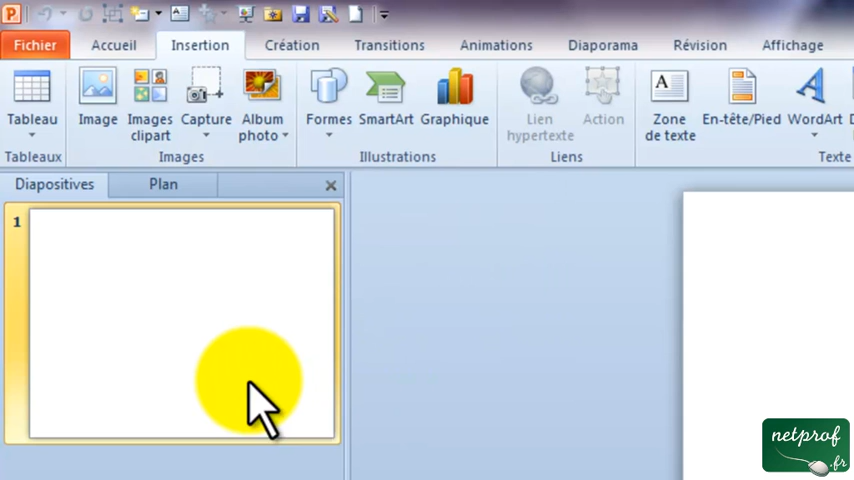 P
Fichier Accueil Insertion Création Transitions Animations Diaporama Révision Affichage
Tableau Image Images clipart Capture Album photo Formes SmartArt Graphique Lien hypertexte Action Zone de texte En-tête/Pied WordArt
Tableaux Images Illustrations Liens Texte
Diapositives Plan
1
netprof
.fr